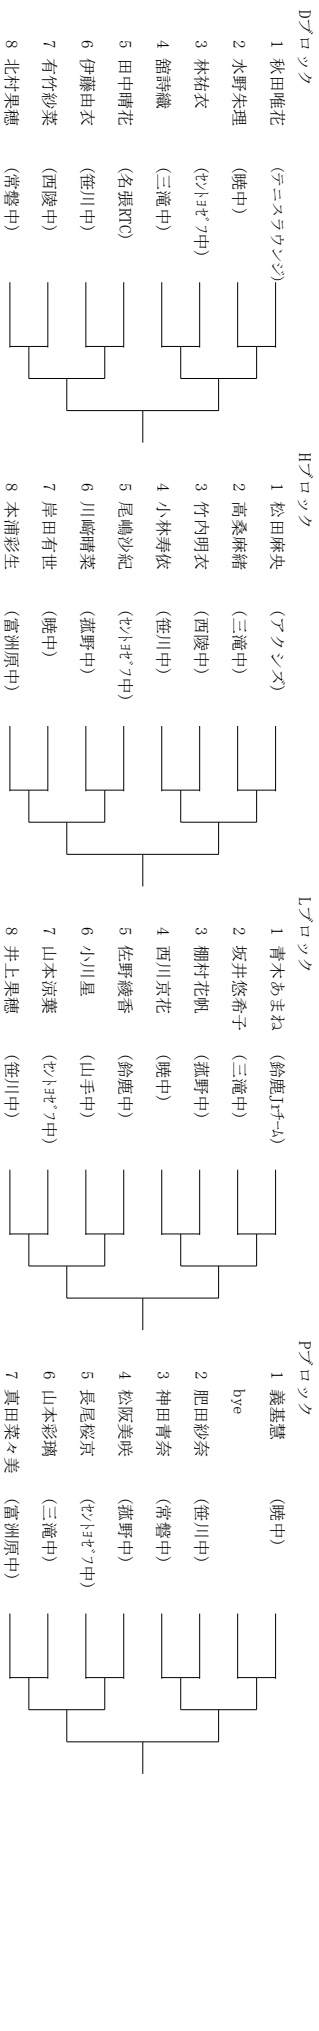 Dブロック
1 秋田唯花 (テニスラウンジ)
2 水野朱理 (暁中)
3 林祐衣 (ｾﾝﾄﾖｾﾞﾌ中)
4 舘詩織 (三滝中)
5 田中晴花 (名張RTC)
6 伊藤由衣 (笹川中)
7 有竹紗菜 (西陵中)
8 北村果穂 (常磐中)
Hブロック
1 松田麻央 (アクシズ)
2 高桑麻緒 (三滝中)
3 竹内明衣 (西陵中)
4 小林寿依 (笹川中)
5 尾嶋沙紀 (ｾﾝﾄﾖｾﾞﾌ中)
6 川﨑晴菜 (菰野中)
7 岸田有世 (暁中)
8 本浦彩生 (富洲原中)
Lブロック
1 青木あまね (鈴鹿Jrﾁｰﾑ)
2 坂井悠希子 (三滝中)
3 棚村花帆 (菰野中)
4 西川京花 (暁中)
5 佐野綾香 (鈴鹿中)
6 小川星 (山手中)
7 山本涼葉 (ｾﾝﾄﾖｾﾞﾌ中)
8 井上果穂 (笹川中)
Pブロック
1 義基慧 (暁中)
bye
2 肥田紗奈 (笹川中)
3 神田青奈 (常磐中)
4 松阪美咲 (菰野中)
5 長尾桜京 (ｾﾝﾄﾖｾﾞﾌ中)
6 山本彩璃 (三滝中)
7 真田菜々美 (富洲原中)